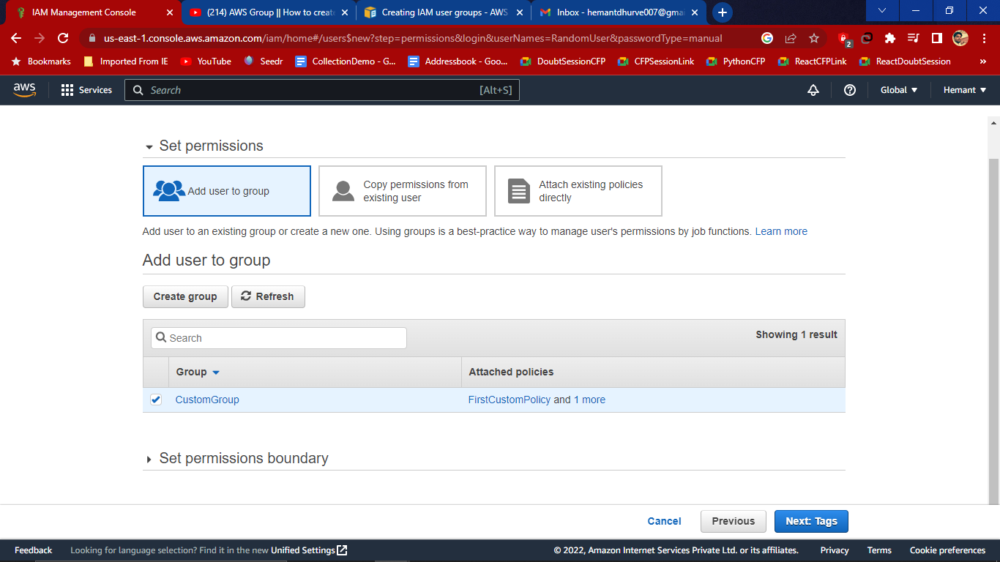 IAM Management Console
(214) AWS Group || How to create
Creating IAM user groups - AWS
Inbox - hemantdhurve007@gma
us-east-1.console.aws.amazon.com/iam/home#/users$new?step=permissions&login&userNames=RandomUser&passwordType=manual
2
Bookmarks
Imported From IE
YouTube
Seedr
CollectionDemo - G...
Addressbook - Goo...
DoubtSessionCFP
CFPSessionLink
PythonCFP
ReactCFPLink
ReactDoubtSession
»
aws
Services
Search
[Alt+S]
Global
Hemant
Set permissions
Add user to group
Copy permissions from
existing user
Attach existing policies
directly
Add user to an existing group or create a new one. Using groups is a best-practice way to manage user's permissions by job functions. Learn more
Add user to group
Create group
Refresh
Search
Showing 1 result
Group
Attached policies
CustomGroup
FirstCustomPolicy and 1 more
Set permissions boundary
Cancel
Previous
Next: Tags
Feedback
Looking for language selection? Find it in the new Unified Settings
© 2022, Amazon Internet Services Private Ltd. or its affiliates.
Privacy
Terms
Cookie preferences